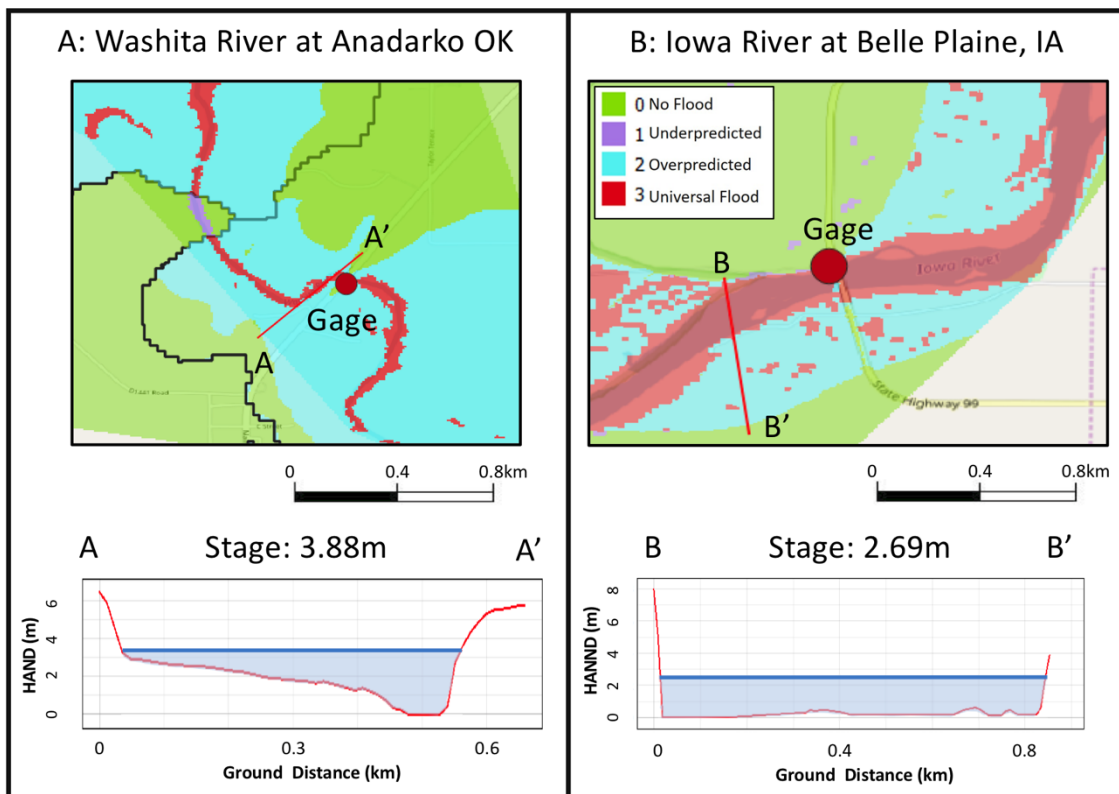 A: Washita River at Anadarko OK
A'
Gage
A
0 0.4 0.8km
A Stage: 3.88m A'
HAND (m)
6
4
2
0
0 0.3 0.6
Ground Distance (km)
B: Iowa River at Belle Plaine, IA
0 No Flood
1 Underpredicted
2 Overpredicted
3 Universal Flood
Gage
B
Iowa River
State Highway 99
B'
0 0.4 0.8km
B Stage: 2.69m B'
HANND (m)
8
6
4
2
0
0 0.4 0.8
Ground Distance (km)